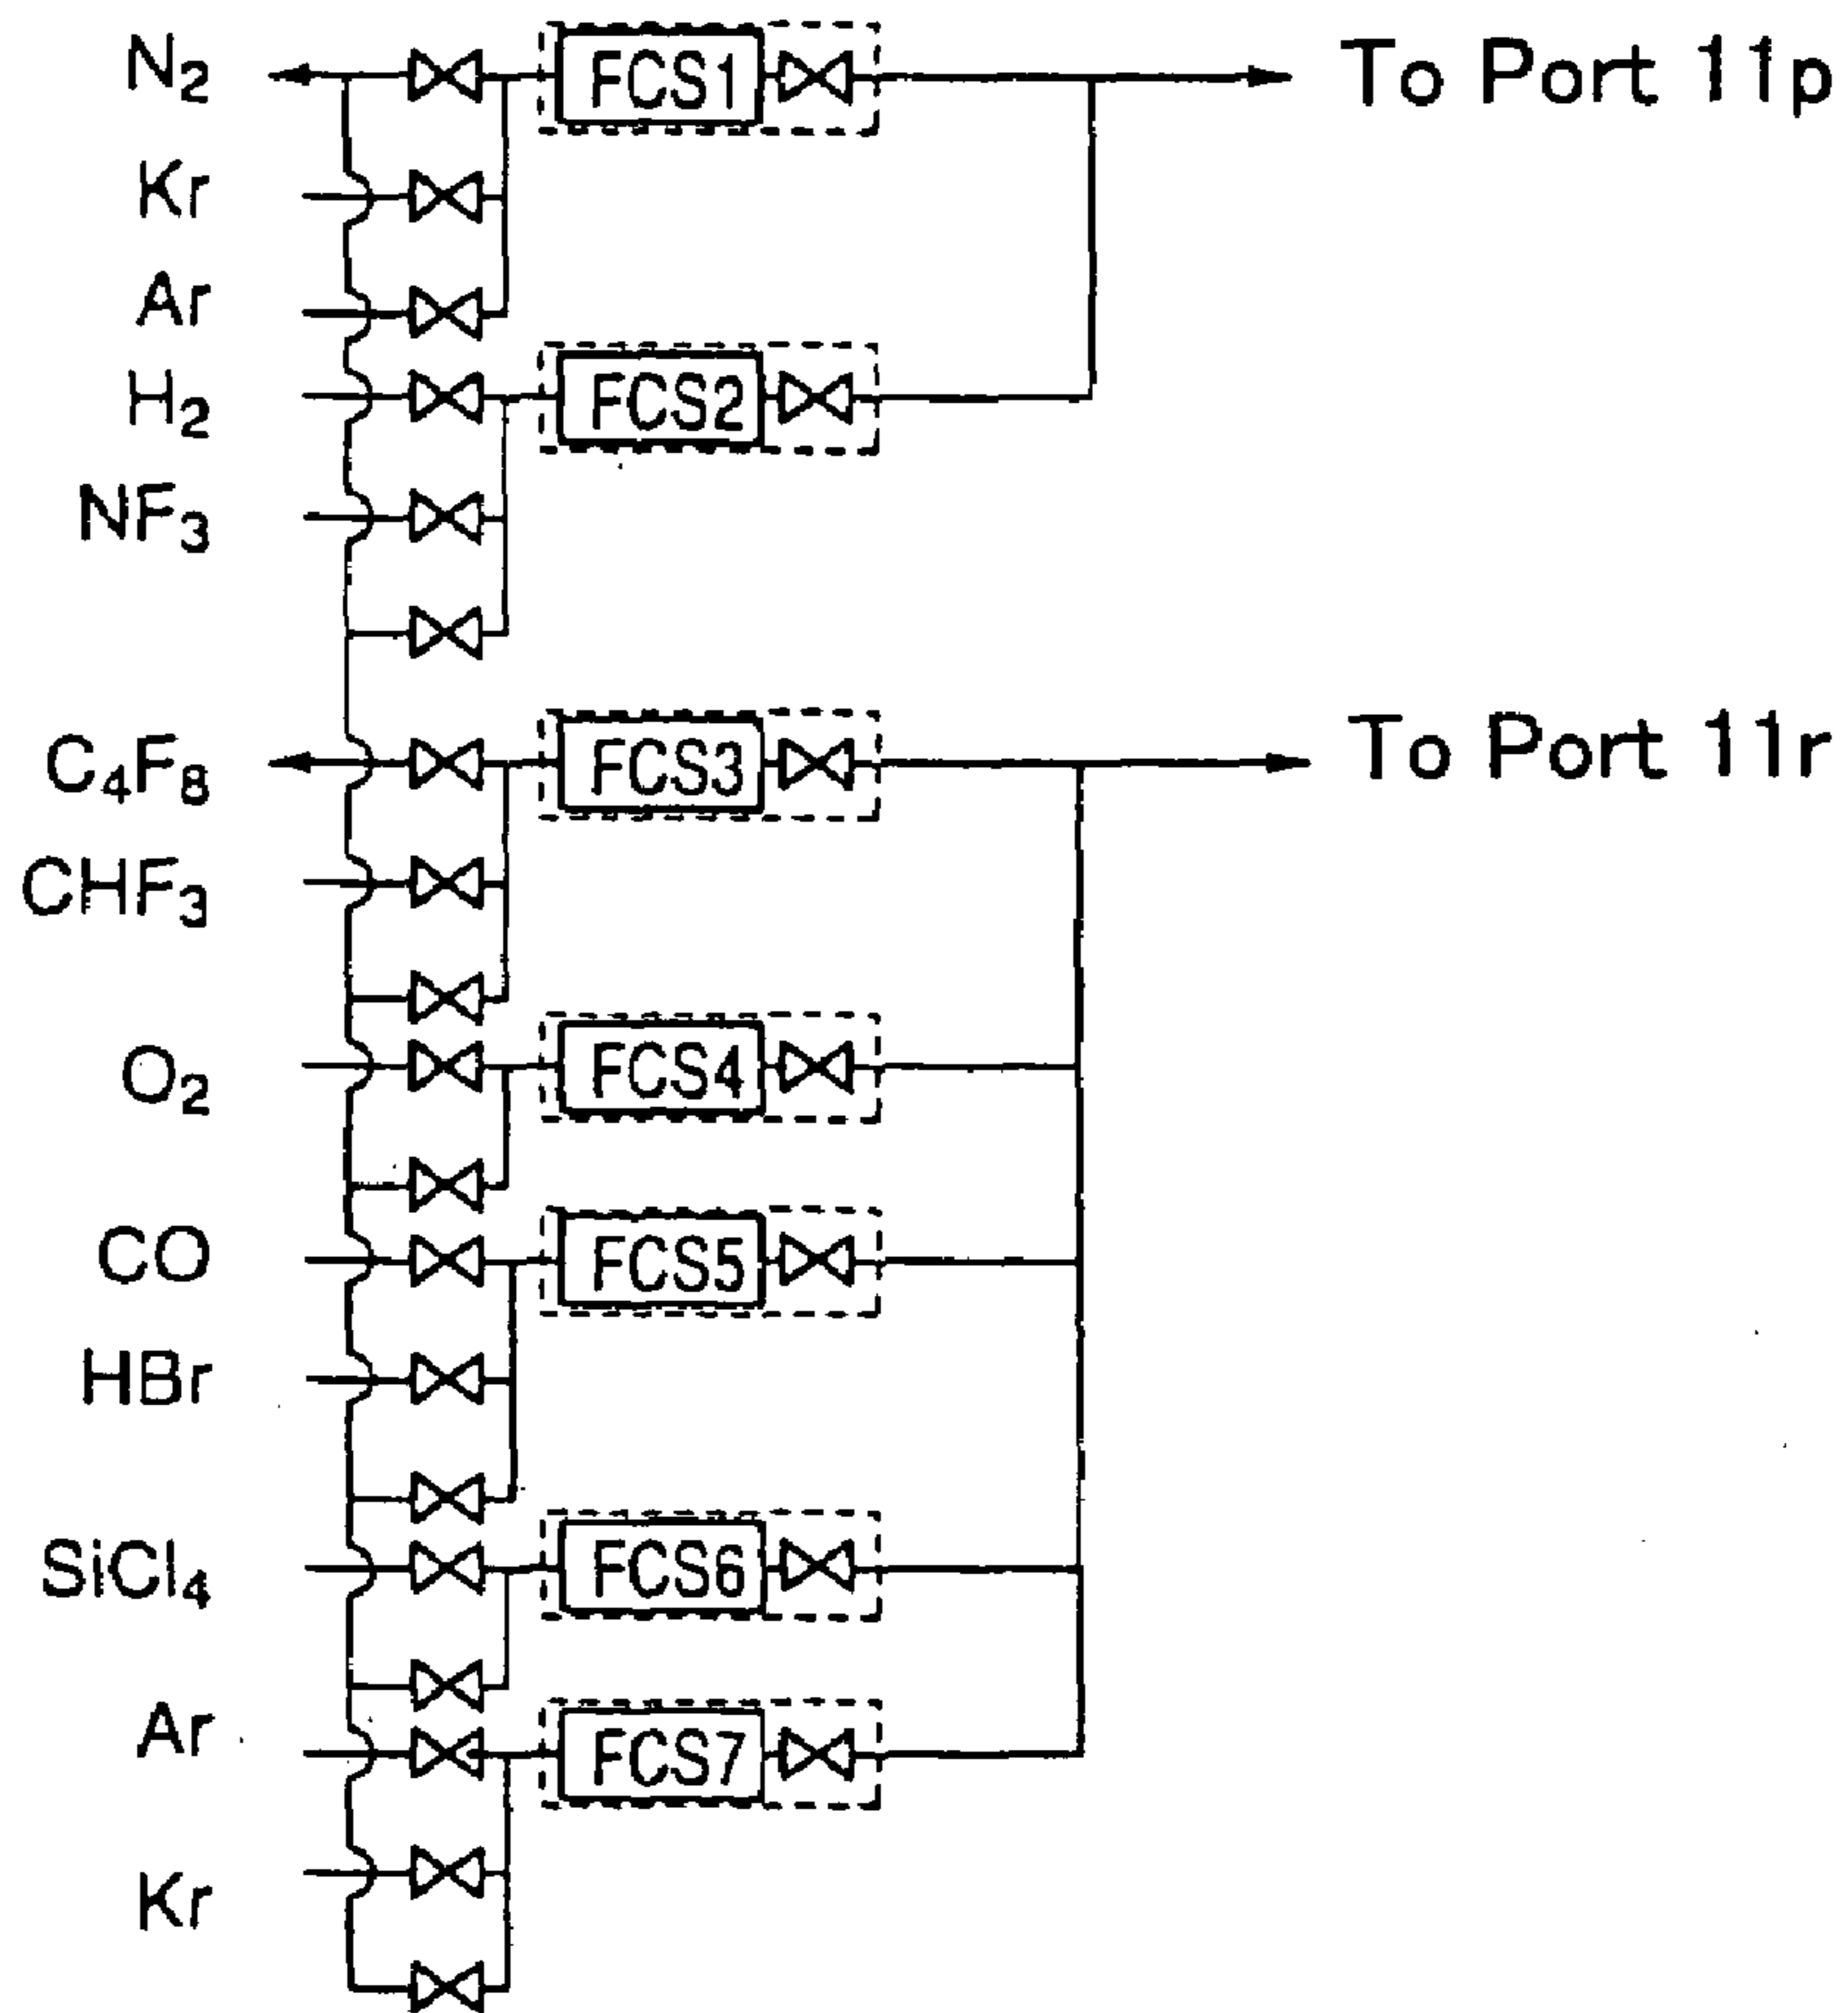 N₂ FCS1 To Port 11p
Kr
Ar
H₂ FCS2
NF₃
C₄F₈ FCS3 To Port 11r
CHF₃
O₂ FCS4
CO FCS5
HBr
SiCl₄ FCS6
Ar FCS7
Kr